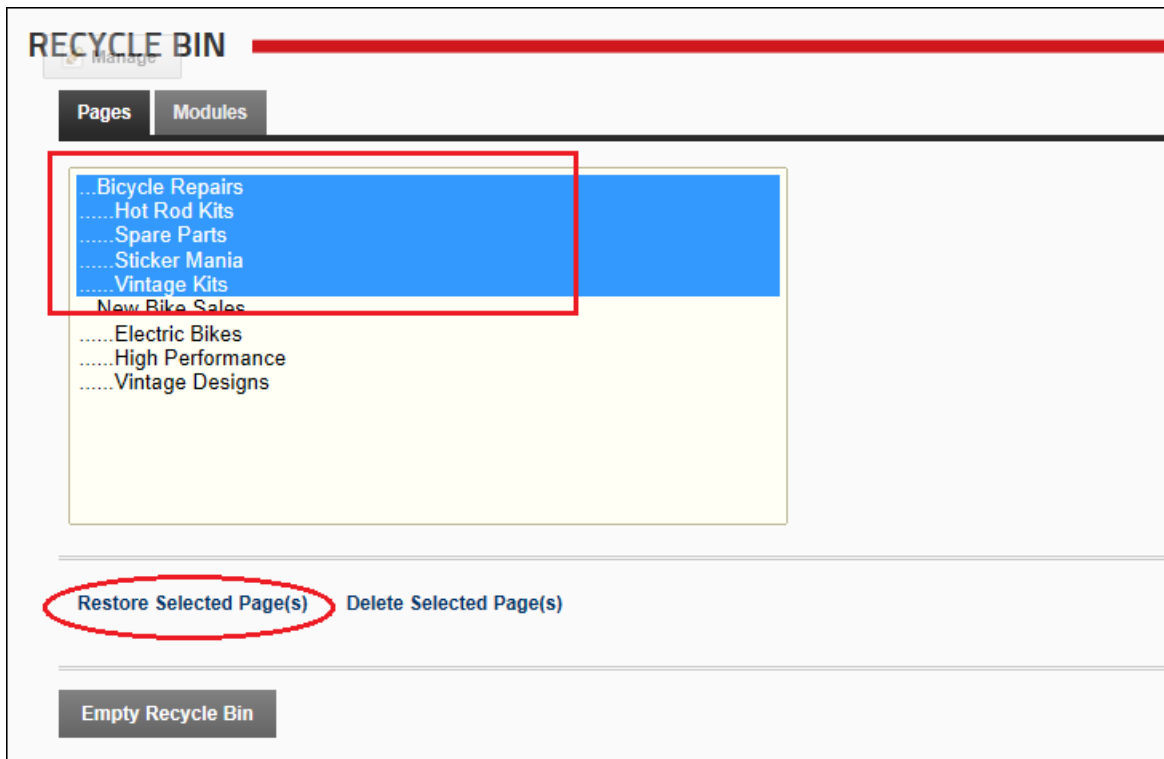 RECYCLE BIN
Manage
Pages Modules
...Bicycle Repairs
......Hot Rod Kits
......Spare Parts
......Sticker Mania
......Vintage Kits
...New Bike Sales
......Electric Bikes
......High Performance
......Vintage Designs
Restore Selected Page(s) Delete Selected Page(s)
Empty Recycle Bin